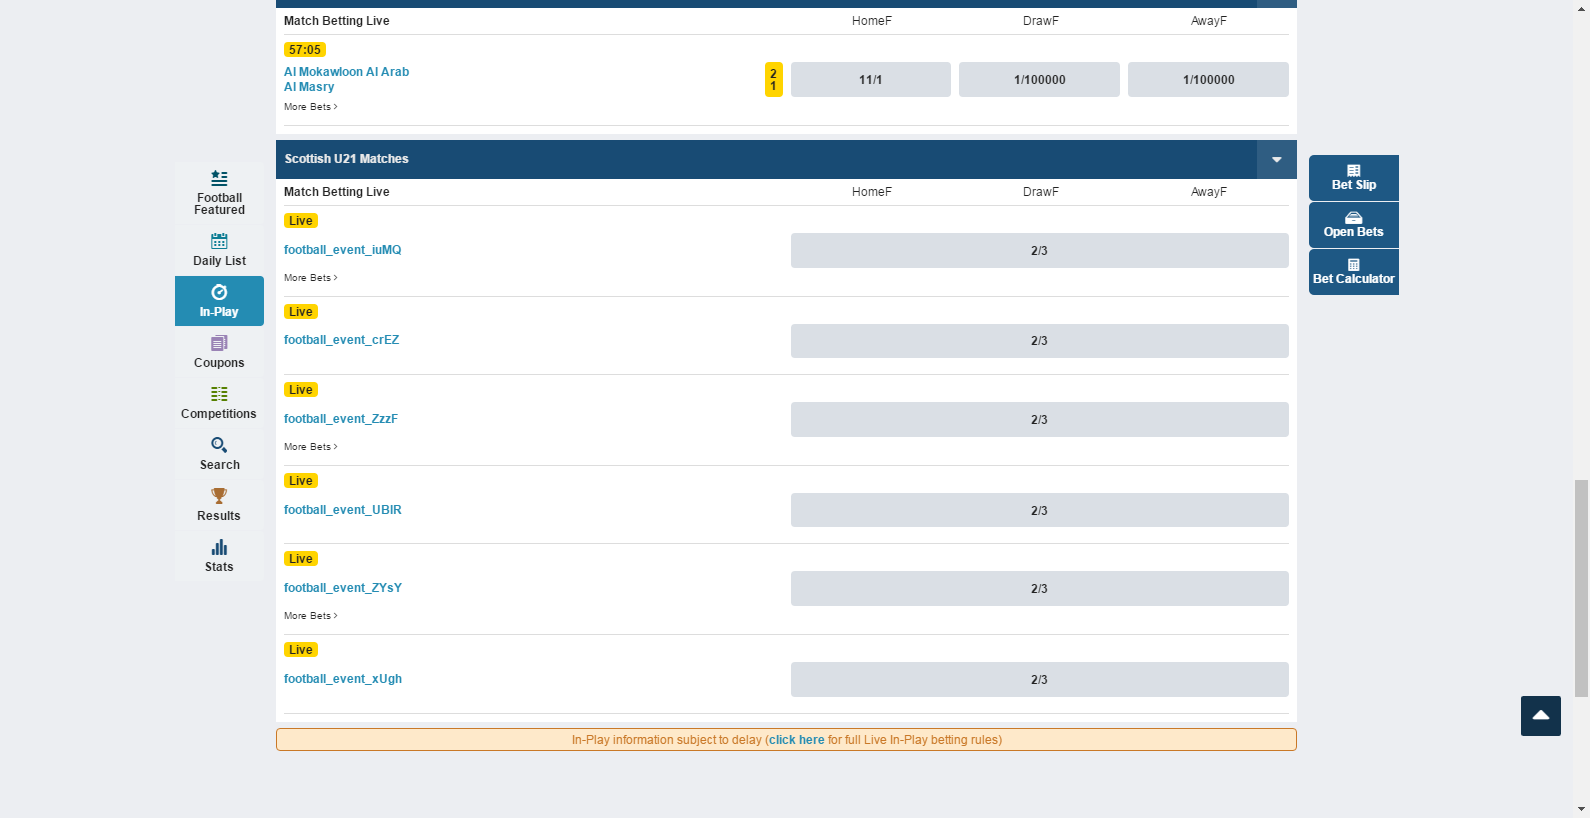 Match Betting Live HomeF DrawF AwayF
57:05
Al Mokawloon Al Arab
Al Masry
2
1
11/1 1/100000 1/100000
More Bets >
Scottish U21 Matches
Match Betting Live HomeF DrawF AwayF
Live
football_event_iuMQ 2/3
More Bets >
Live
football_event_crEZ 2/3
Live
football_event_ZzzF 2/3
More Bets >
Live
football_event_UBIR 2/3
Live
football_event_ZYsY 2/3
More Bets >
Live
football_event_xUgh 2/3
In-Play information subject to delay (click here for full Live In-Play betting rules)
Football
Featured
Daily List
In-Play
Coupons
Competitions
Search
Results
Stats
Bet Slip
Open Bets
Bet Calculator